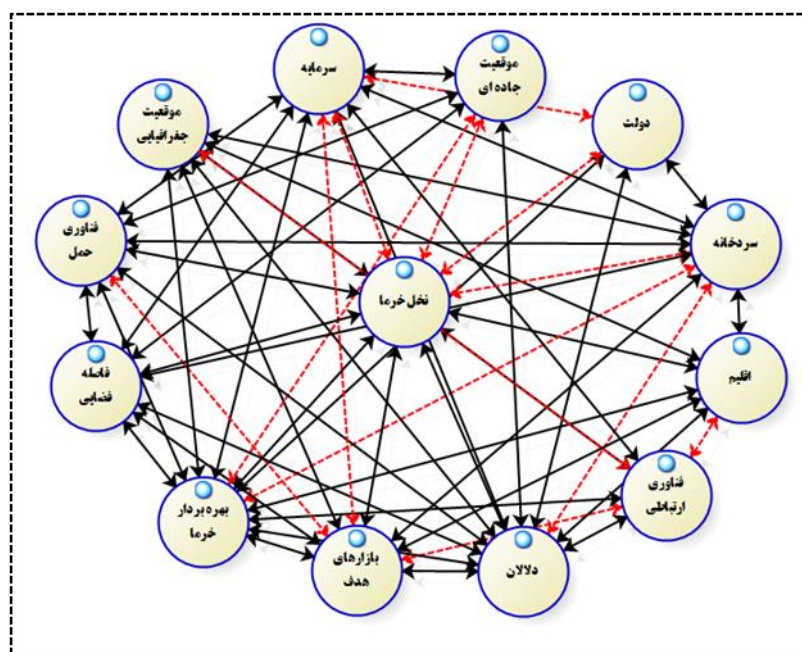 سرمایه
موقعیت
جاده ای
دولت
موقعیت
جغرافیایی
فناوری
حمل
سردخانه
نخل خرما
فاصله
فضایی
اقلیم
بهره بردار
خرما
بازارهای
هدف
دلالان
فناوری
ارتباطی